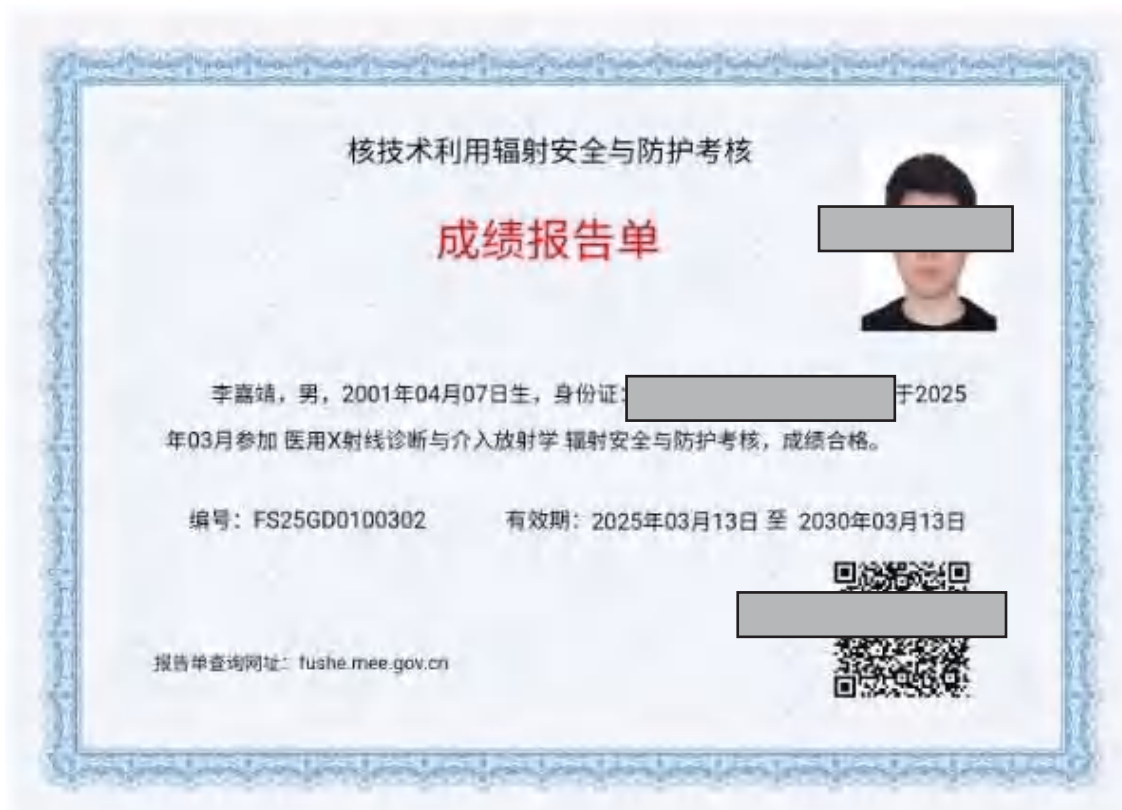 核技术利用辐射安全与防护考核
成绩报告单
李嘉靖，男，2001年04月07日生，身份证：于2025
年03月参加 医用X射线诊断与介入放射学 辐射安全与防护考核，成绩合格。
编号：FS25GD0100302 有效期：2025年03月13日 至 2030年03月13日
报告单查询网址：fushe.mee.gov.cn